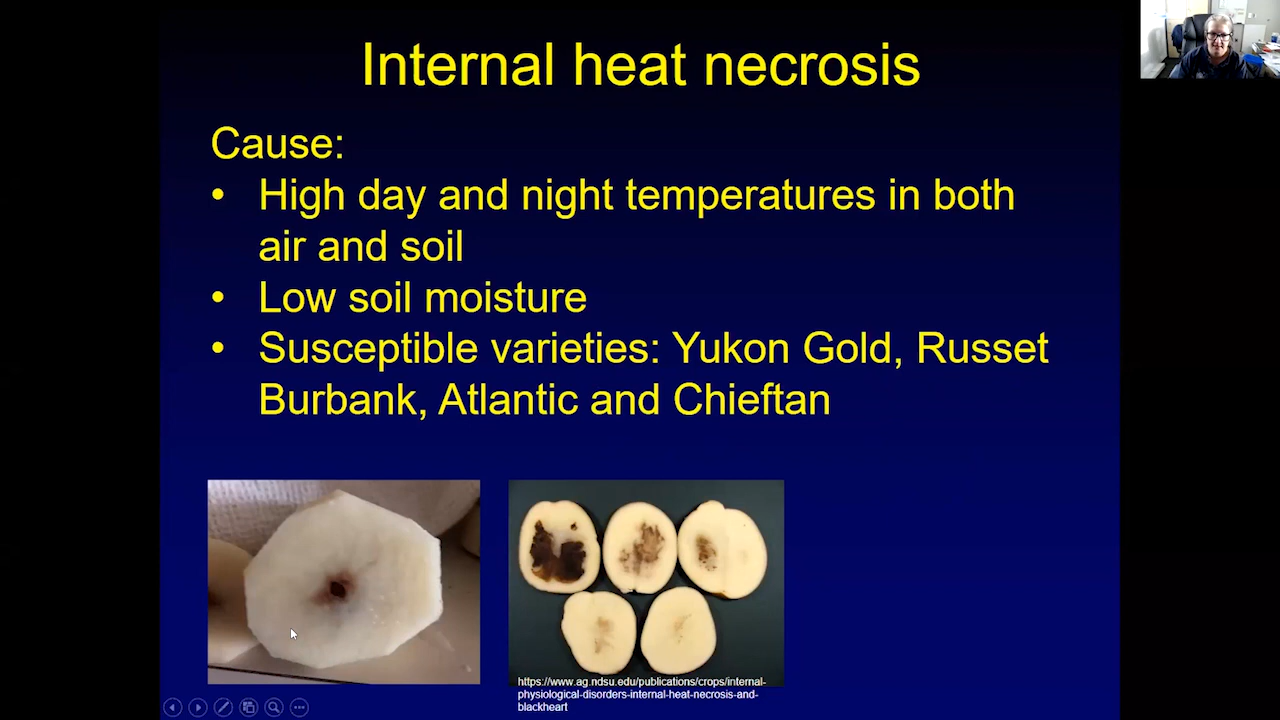 Internal heat necrosis
Cause:
• High day and night temperatures in both
air and soil
• Low soil moisture
• Susceptible varieties: Yukon Gold, Russet
Burbank, Atlantic and Chieftan
https://www.ag.ndsu.edu/publications/crops/internal-
physiological-disorders-internal-heat-necrosis-and-
blackheart